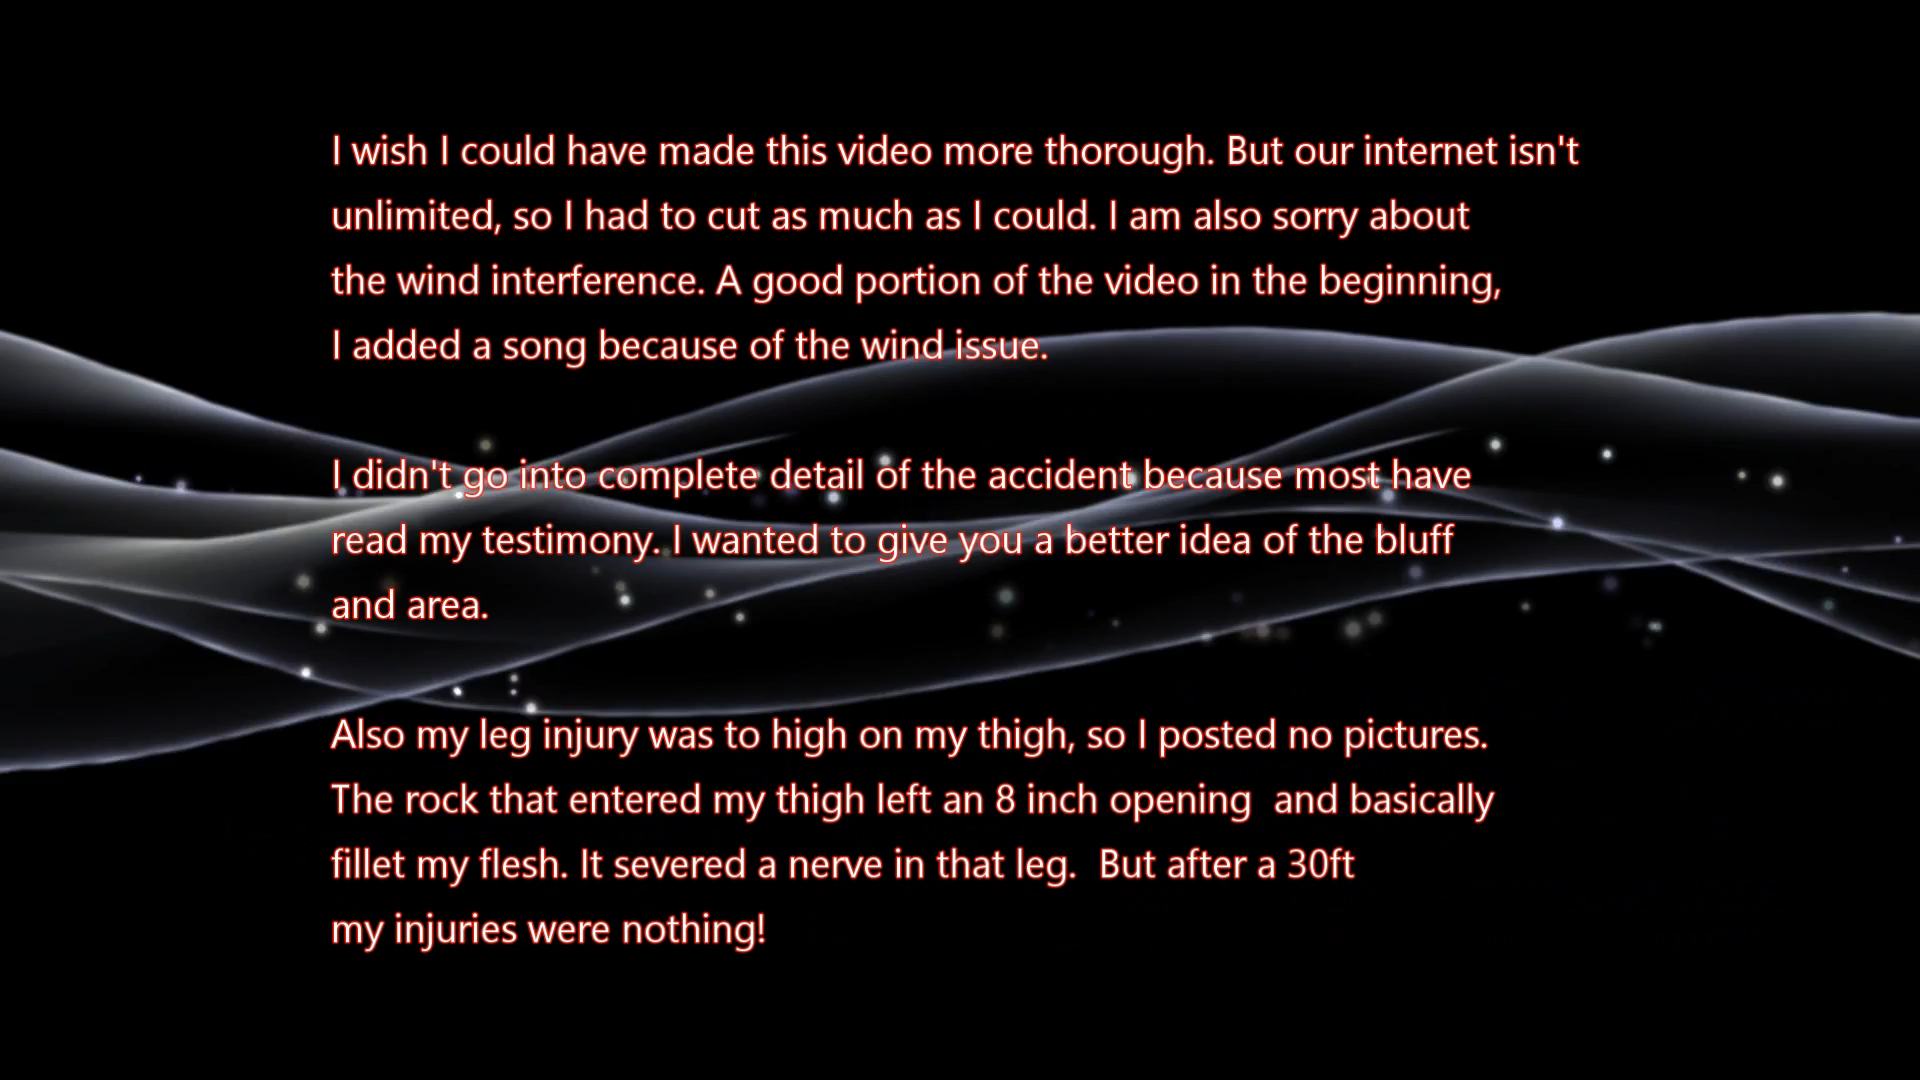 I wish I could have made this video more thorough. But our internet isn't
unlimited, so I had to cut as much as I could. I am also sorry about
the wind interference. A good portion of the video in the beginning,
I added a song because of the wind issue.
I didn't go into complete detail of the accident because most have
read my testimony. I wanted to give you a better idea of the bluff
and area.
Also my leg injury was to high on my thigh, so I posted no pictures.
The rock that entered my thigh left an 8 inch opening  and basically
fillet my flesh. It severed a nerve in that leg.  But after a 30ft
my injuries were nothing!